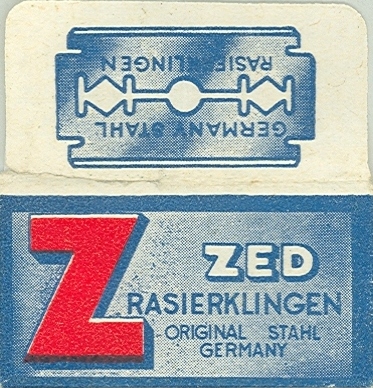 GERMANY STAHL
RASIERKLINGEN
Z
ZED
RASIERKLINGEN
ORIGINAL STAHL
GERMANY